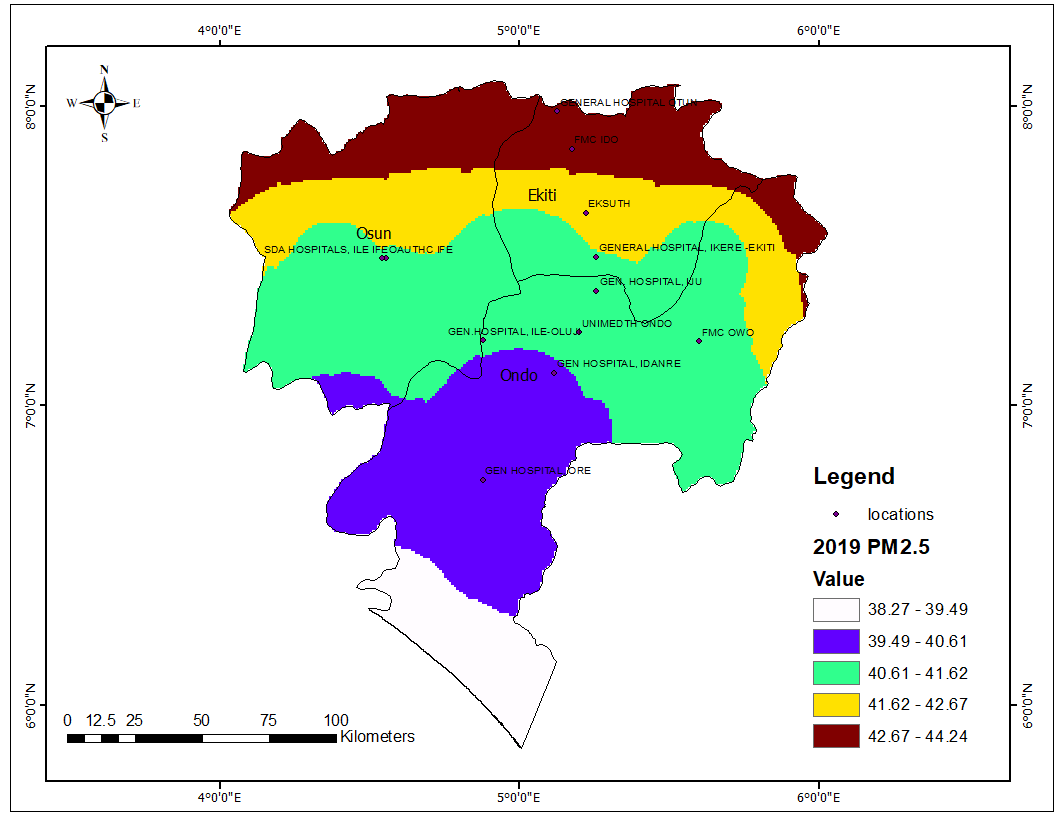 4°0'0"E 5°0'0"E 6°0'0"E
8°0'0"N
8°0'0"N
N
W E
S
GENERAL HOSPITAL OTUN
FMC IDO
Ekiti
EKSUTH
Osun
SDA HOSPITALS, ILE IFE OAUTHC IFE
GENERAL HOSPITAL, IKERE -EKITI
GEN. HOSPITAL, IJU
GEN.HOSPITAL, ILE-OLUJI
UNIMEDTH ONDO
FMC OWO
GEN HOSPITAL, IDANRE
Ondo
7°0'0"N
7°0'0"N
GEN HOSPITAL, ORE
Legend
locations
2019 PM2.5
Value
38.27 - 39.49
39.49 - 40.61
40.61 - 41.62
41.62 - 42.67
42.67 - 44.24
6°0'0"N
6°0'0"N
0 12.5 25 50 75 100
Kilometers
4°0'0"E 5°0'0"E 6°0'0"E